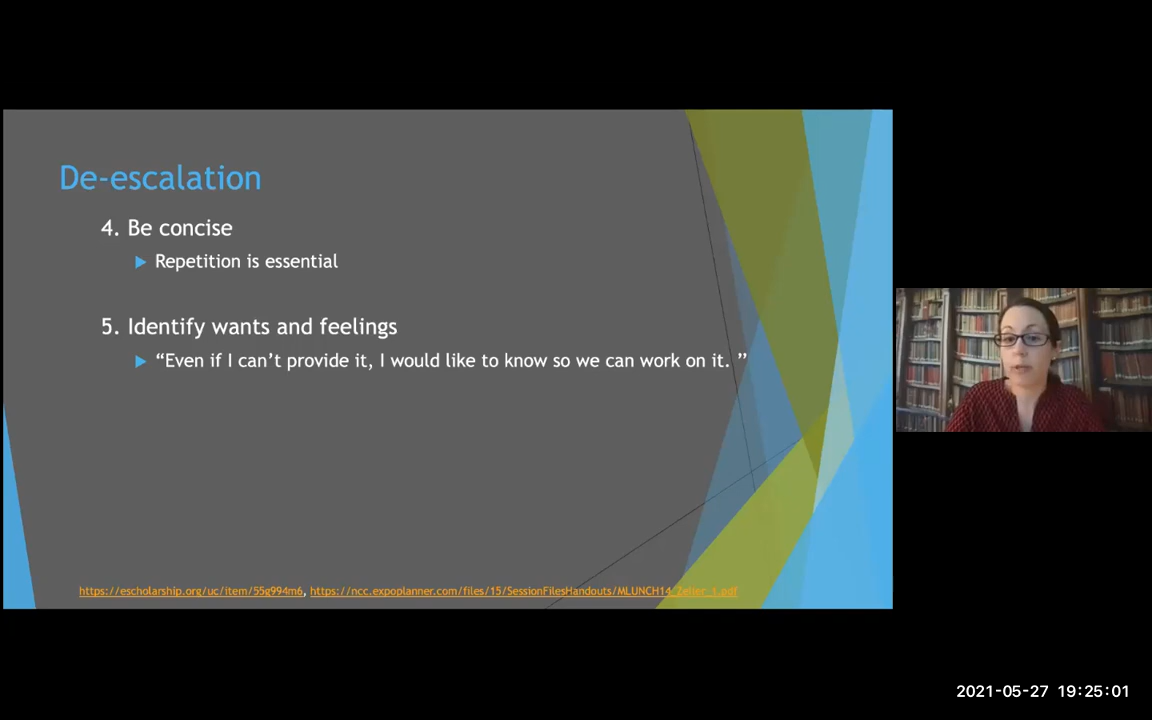 De-escalation
4. Be concise
Repetition is essential
5. Identify wants and feelings
“Even if I can’t provide it, I would like to know so we can work on it. ”
https://escholarship.org/uc/item/55g994m6, https://ncc.expoplanner.com/files/15/SessionFilesHandouts/MLUNCH14_Zeller_1.pdf
2021-05-27 19:25:01